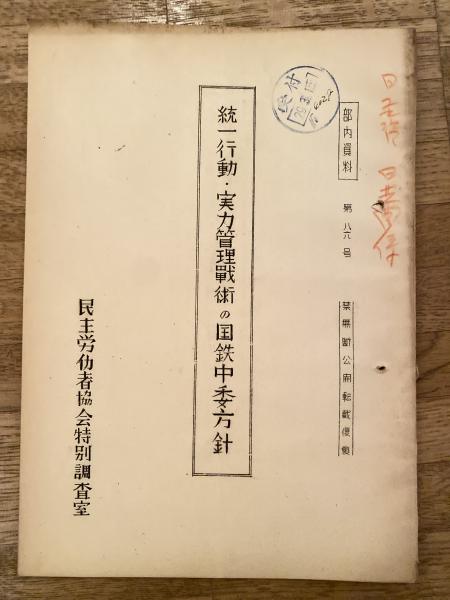 部内資料
第八六号
禁無断公開転載復製
統一行動・実力管理戰術の国鉄中委方針
民主労仂者協会特別調査室